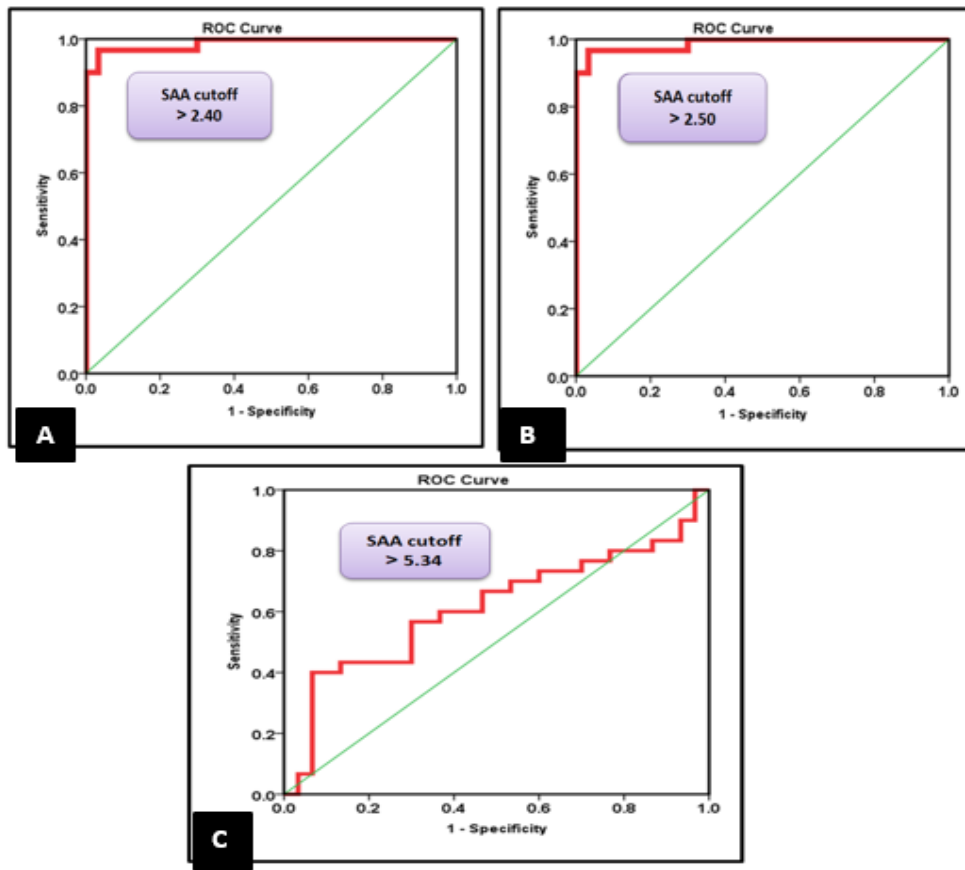 ROC Curve
1.0
0.8
0.6
0.4
0.2
0.0
Sensitivity
SAA cutoff
> 2.40
0.0 0.2 0.4 0.6 0.8 1.0
1 - Specificity
A
ROC Curve
1.0
0.8
0.6
0.4
0.2
0.0
Sensitivity
SAA cutoff
> 2.50
0.0 0.2 0.4 0.6 0.8 1.0
1 - Specificity
B
ROC Curve
1.0
0.8
0.6
0.4
0.2
0.0
Sensitivity
SAA cutoff
> 5.34
0.0 0.2 0.4 0.6 0.8 1.0
1 - Specificity
C